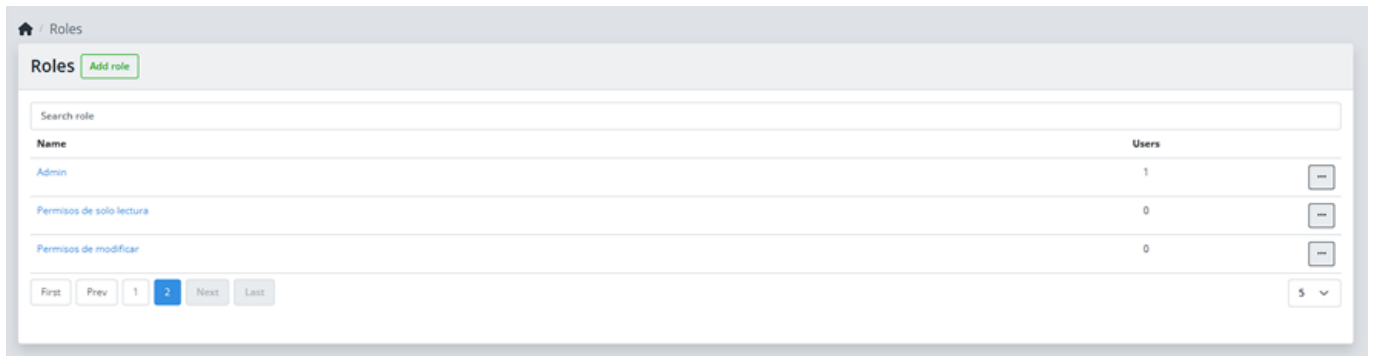 / Roles
Roles Add role
Search role
Name Users
Admin 1 ...
Permisos de solo lectura 0 ...
Permisos de modificar 0 ...
First Prev 1 2 Next Last 5